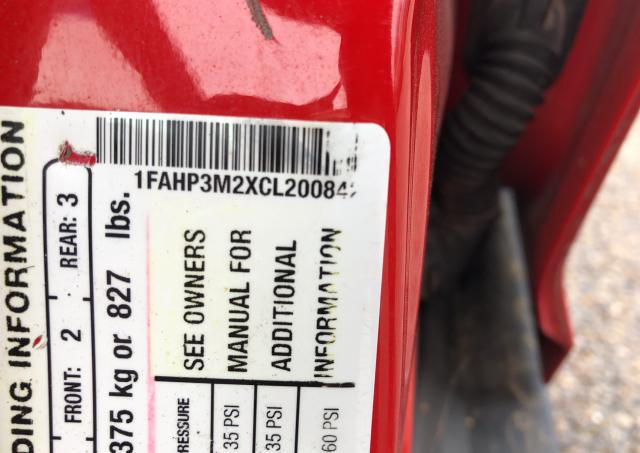 1FAHP3M2XCL20084
DING INFORMATION
FRONT: 2 REAR: 3
375 kg or 827 lbs.
SEE OWNERS
MANUAL FOR
ADDITIONAL
INFORMATION
RESSURE
35 PSI
35 PSI
60 PSI